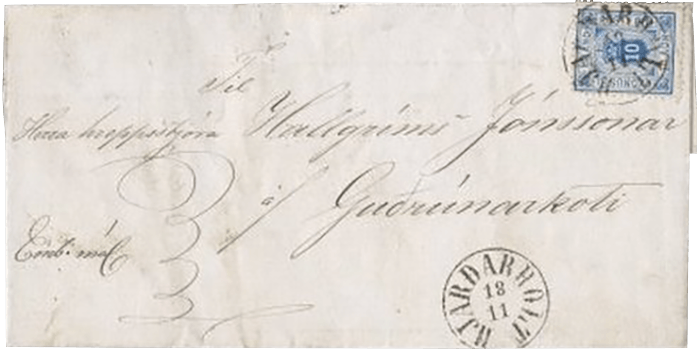 Til
Herra hreppstjóra Hallgríms Jónssonar
á/ Guðrúnarkoti
Emb: mál
10
HJARDARHOLT
18
11